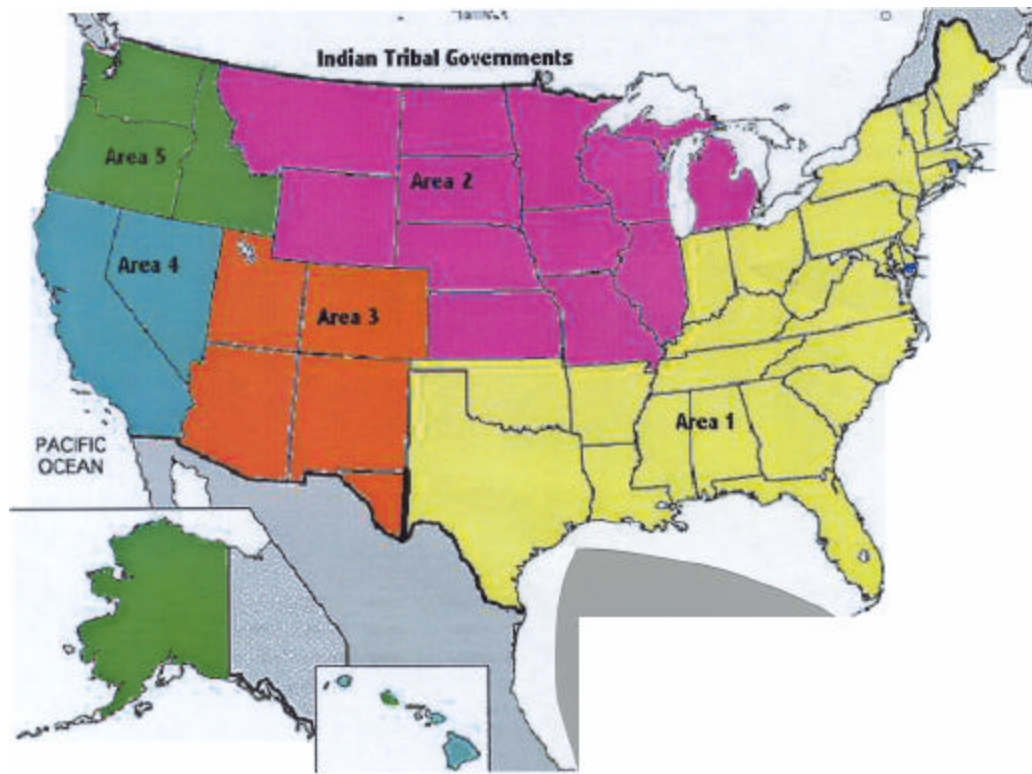 Indian Tribal Governments
Area 5
Area 2
Area 4
Area 3
Area 1
PACIFIC
OCEAN